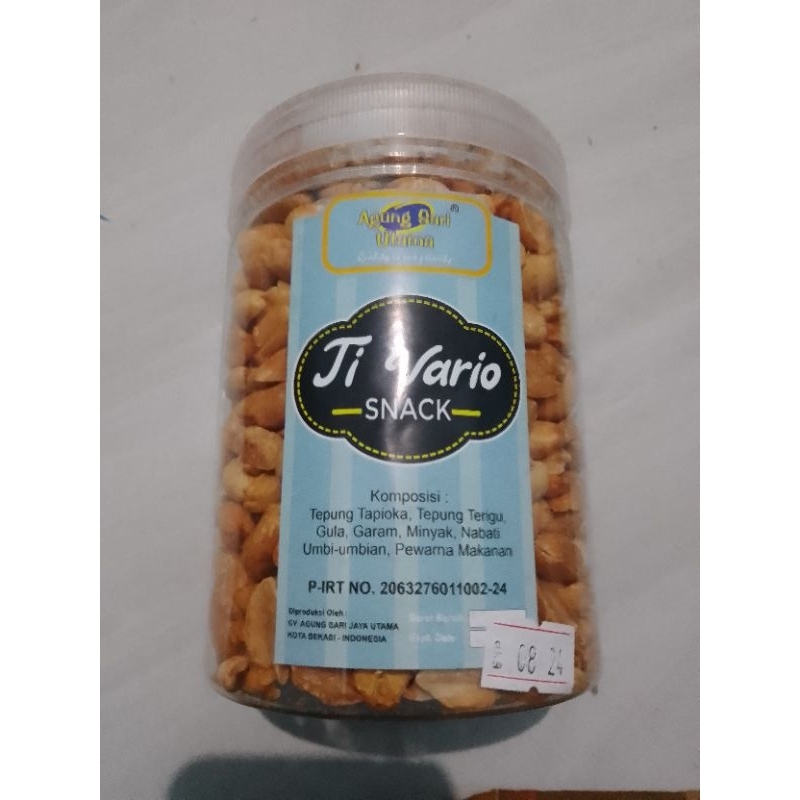 Agung Sari ®
Utama
Ji Vario
SNACK
Komposisi :
Tepung Tapioka, Tepung Terigu,
Gula, Garam, Minyak, Nabati
Umbi-umbian, Pewarna Makanan
P-IRT NO. 2063276011002-24
Diproduksi Oleh :
CV AGUNG SARI JAYA UTAMA
KOTA BEKASI - INDONESIA
08 24